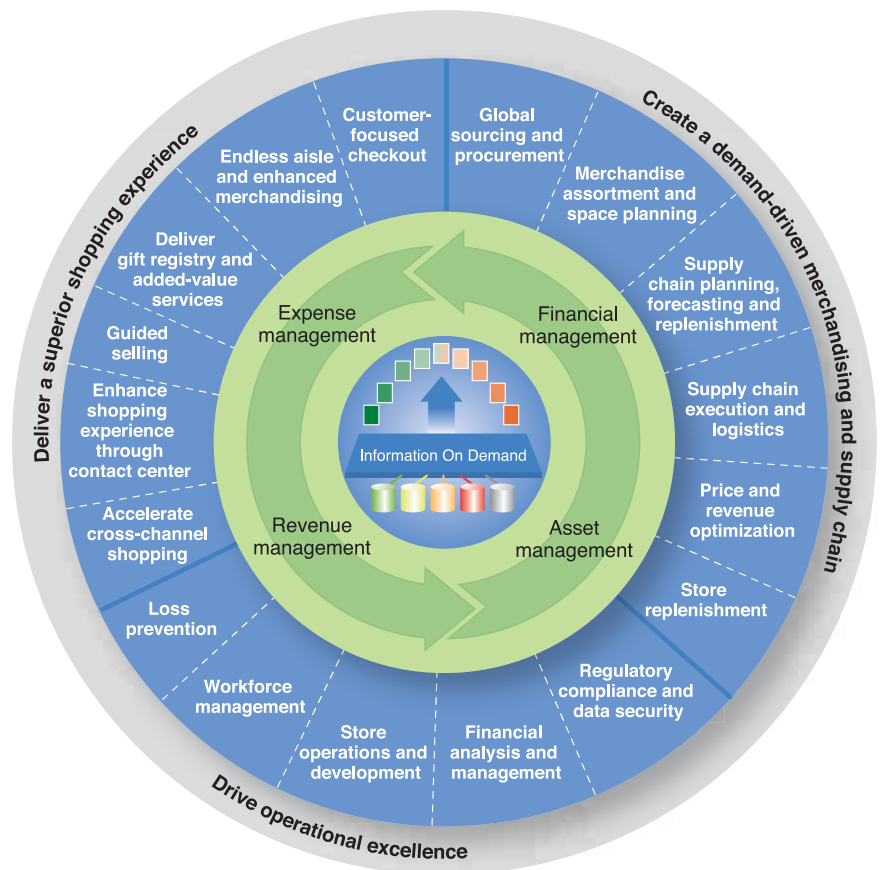 Deliver a superior shopping experience
Create a demand-driven merchandising and supply chain
Drive operational excellence
Customer-
focused
checkout
Global
sourcing and
procurement
Merchandise
assortment and
space planning
Supply
chain planning,
forecasting and
replenishment
Supply chain
execution and
logistics
Price and
revenue
optimization
Store
replenishment
Regulatory
compliance and
data security
Financial
analysis and
management
Store
operations and
development
Workforce
management
Loss
prevention
Accelerate
cross-channel
shopping
Enhance
shopping
experience
through
contact center
Guided
selling
Deliver
gift registry and
added-value
services
Endless aisle
and enhanced
merchandising
Expense
management
Financial
management
Revenue
management
Asset
management
Information On Demand